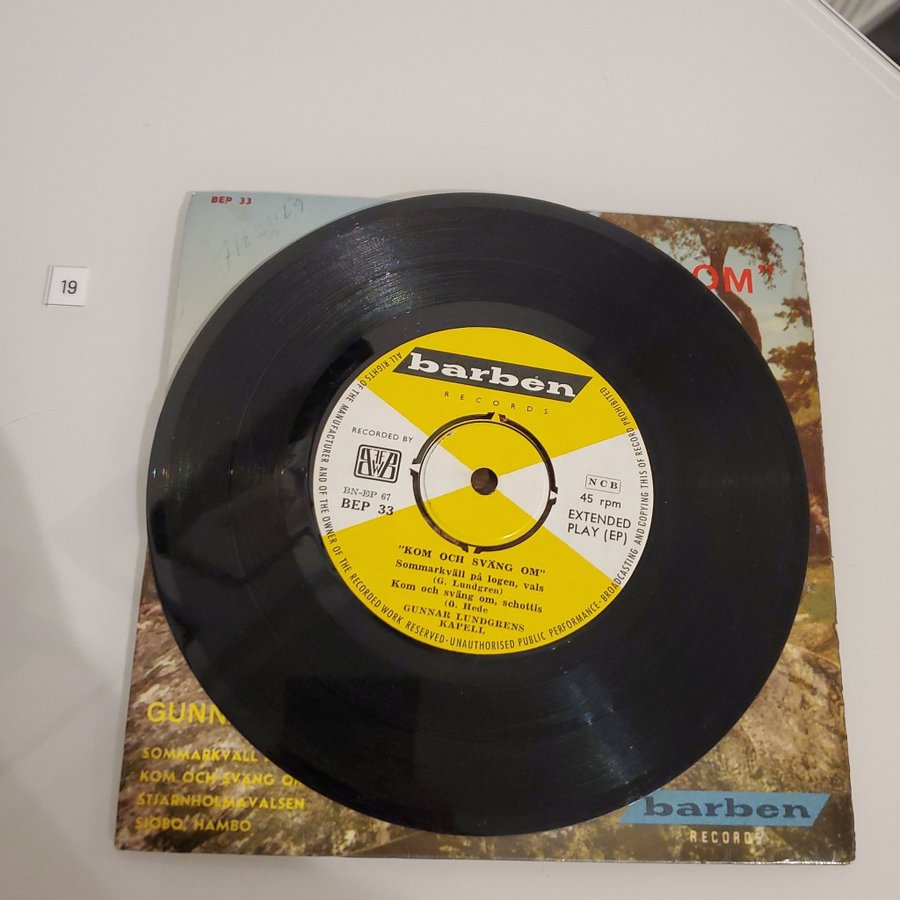 BEP 33
OM"
19
barben
RECORDS
ALL RIGHTS OF THE MANUFACTURER AND OF THE OWNER OF THE RECORDED WORK RESERVED · UNAUTHORISED PUBLIC PERFORMANCE · BROADCASTING AND COPYING THIS OF RECORD PROHIBITED
RECORDED BY
BN-EP 67
BEP 33
NCB
45 rpm
EXTENDED
PLAY (EP)
"KOM OCH SVÄNG OM"
Sommarkväll på logen, vals
(G. Lundgren)
Kom och sväng om, schottis
(Ö. Hede)
GUNNAR LUNDGRENS
KAPELL
GUNN
SOMMARKVÄLL
KOM OCH SVÄNG OM
STJÄRNHOLMAVALSEN
SJÖBO, HAMBO
barben
RECORDS